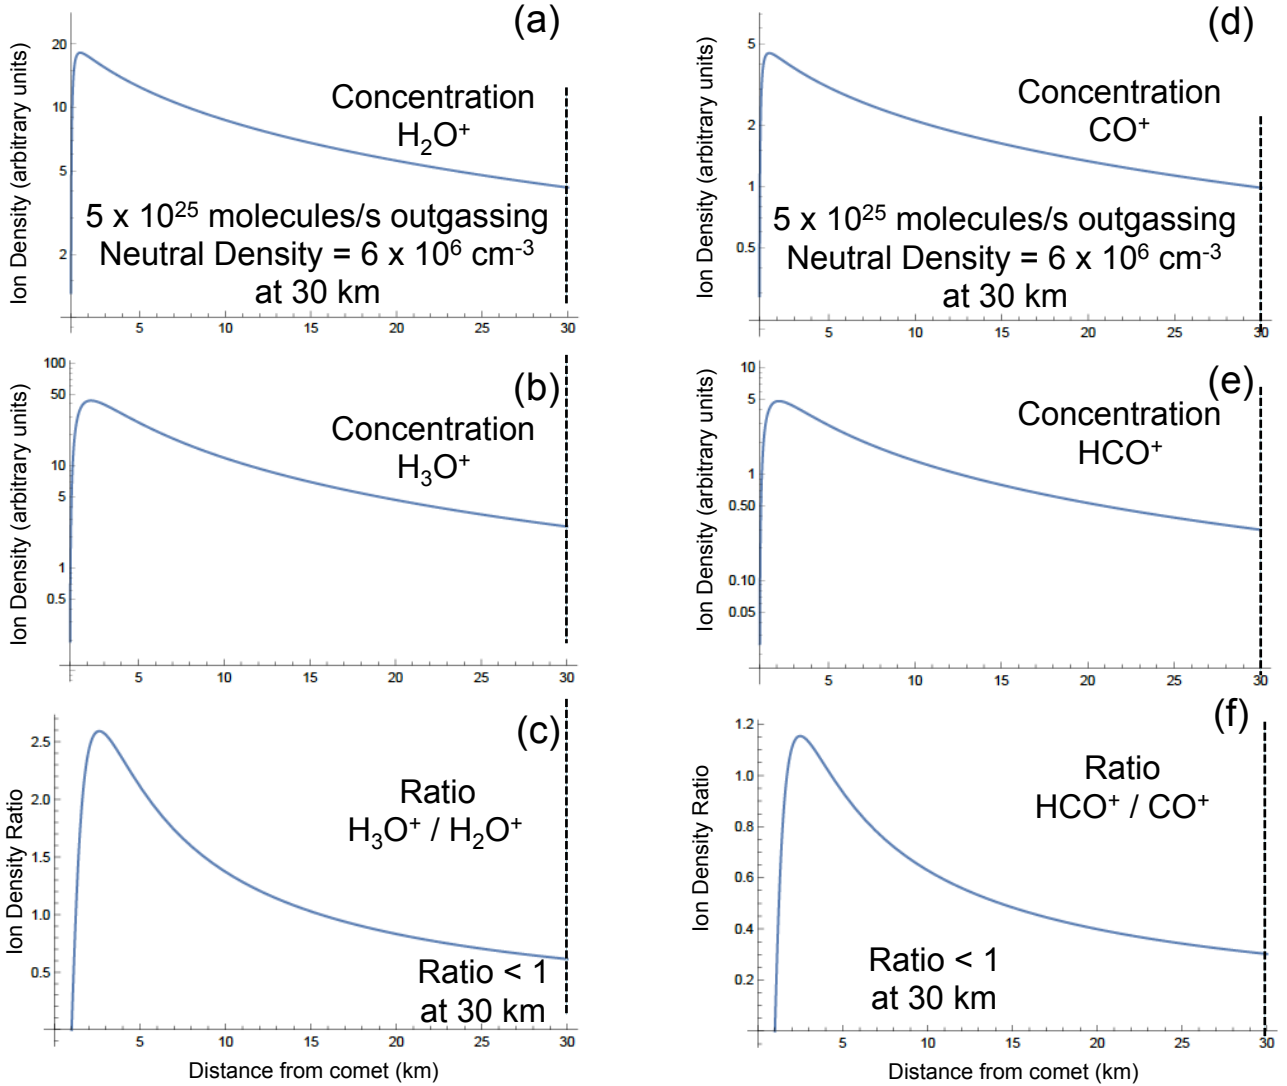 (a)
Ion Density (arbitrary units)
20
10
5
2
Concentration
H₂O⁺
5 x 10²⁵ molecules/s outgassing
Neutral Density = 6 x 10⁶ cm⁻³
at 30 km
5 10 15 20 25 30
(d)
Ion Density (arbitrary units)
5
2
1
0.5
Concentration
CO⁺
5 x 10²⁵ molecules/s outgassing
Neutral Density = 6 x 10⁶ cm⁻³
at 30 km
5 10 15 20 25 30
(b)
Ion Density (arbitrary units)
100
50
10
5
1
0.5
Concentration
H₃O⁺
5 10 15 20 25 30
(e)
Ion Density (arbitrary units)
10
5
1
0.50
0.10
0.05
Concentration
HCO⁺
5 10 15 20 25 30
(c)
Ion Density Ratio
2.5
2.0
1.5
1.0
0.5
Ratio
H₃O⁺ / H₂O⁺
Ratio < 1
at 30 km
5 10 15 20 25 30
Distance from comet (km)
(f)
Ion Density Ratio
1.2
1.0
0.8
0.6
0.4
0.2
Ratio
HCO⁺ / CO⁺
Ratio < 1
at 30 km
5 10 15 20 25 30
Distance from comet (km)